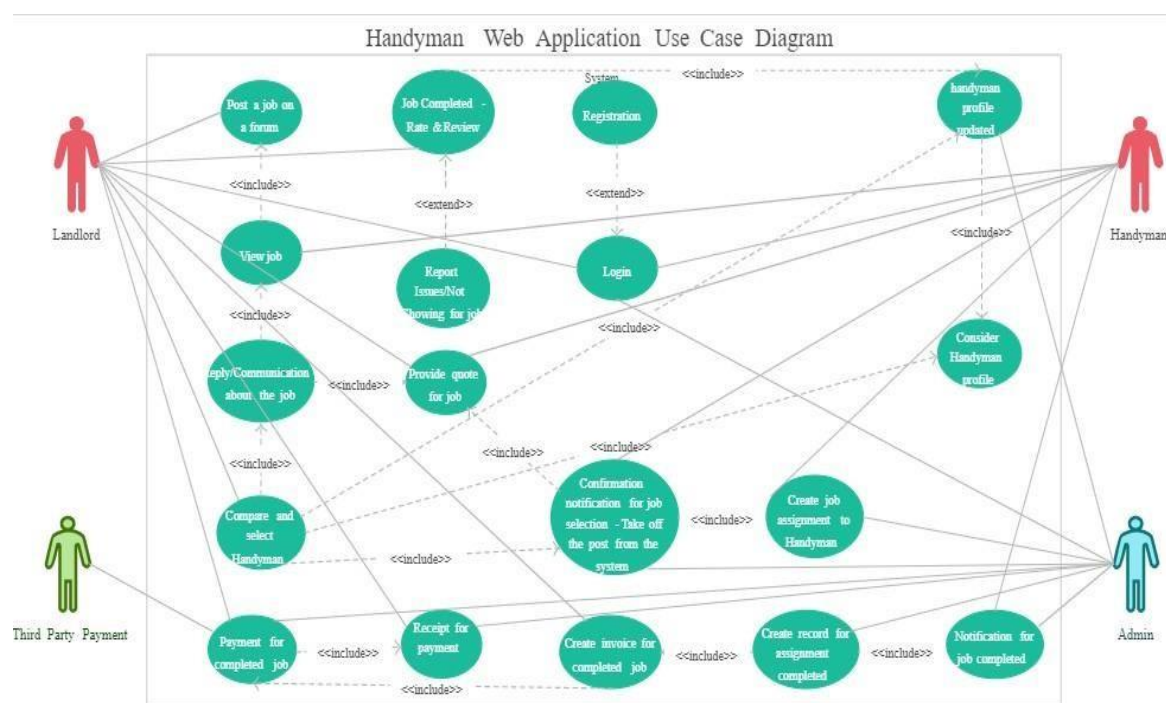 Handyman Web Application Use Case Diagram
System
<<include>>
Post a job on
a forum
Job Completed -
Rate & Review
Registration
handyman
profile
updated
<<include>>
<<extend>>
<<extend>>
<<include>>
Landlord
Handyman
View job
Report
Issues/Not
Showing for job
Login
<<include>>
<<include>>
Consider
Handyman
profile
eply/Communication
about the job
<<include>>
Provide quote
for job
<<include>>
<<include>>
<<include>>
Compare and
select
Handyman
Confirmation
notification for job
selection - Take off
the post from the
system
<<include>>
Create job
assignment to
Handyman
<<include>>
Third Party Payment
Admin
Payment for
completed job
<<include>>
Receipt for
payment
Create invoice for
completed job
<<include>>
Create record for
assignment
completed
<<include>>
Notification for
job completed
<<include>>